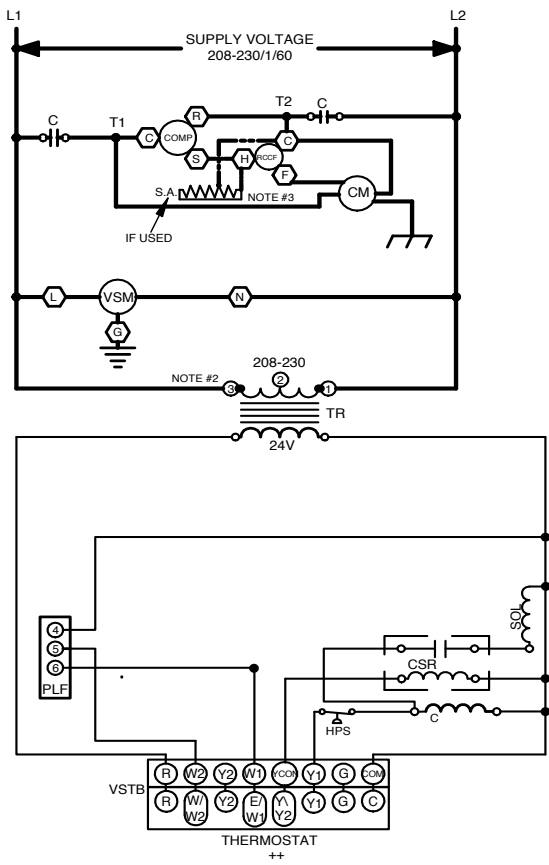 L1
L2
SUPPLY VOLTAGE
208-230/1/60
C
T1
T2
C
R
C
COMP
C
S
H
RCCF
F
CM
S.A.
NOTE #3
IF USED
L
VSM
N
G
208-230
NOTE #2
3
2
1
TR
24V
4
5
6
PLF
SOL
CSR
C
HPS
R
W2
Y2
W1
YCON
Y1
G
COM
VSTB
R
W/
W2
Y2
E/
W1
Y\
Y2
Y1
G
C
THERMOSTAT
++